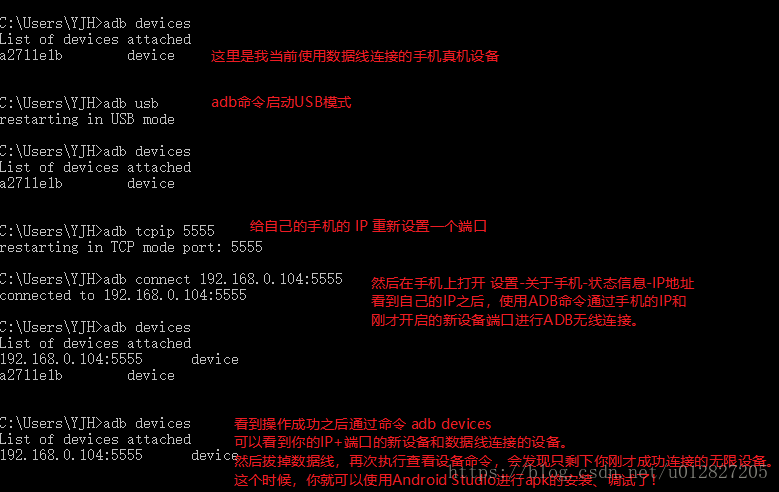 C:\Users\YJH>adb devices
List of devices attached
a2711e1b device 这里是我当前使用数据线连接的手机真机设备
C:\Users\YJH>adb usb adb命令启动USB模式
restarting in USB mode
C:\Users\YJH>adb devices
List of devices attached
a2711e1b device
C:\Users\YJH>adb tcpip 5555 给自己的手机的 IP 重新设置一个端口
restarting in TCP mode port: 5555
C:\Users\YJH>adb connect 192.168.0.104:5555 然后在手机上打开 设置-关于手机-状态信息-IP地址
connected to 192.168.0.104:5555 看到自己的IP之后，使用ADB命令通过手机的IP和
刚才开启的新设备端口进行ADB无线连接。
C:\Users\YJH>adb devices
List of devices attached
192.168.0.104:5555 device
a2711e1b device
C:\Users\YJH>adb devices 看到操作成功之后通过命令 adb devices
List of devices attached 可以看到你的IP+端口的新设备和数据线连接的设备。
192.168.0.104:5555 device 然后拔掉数据线，再次执行查看设备命令，会发现只剩下你刚才成功连接的无限设备。
这个时候，你就可以使用Android Studio进行apk的安装、调试了！
https://blog.csdn.net/u012827205